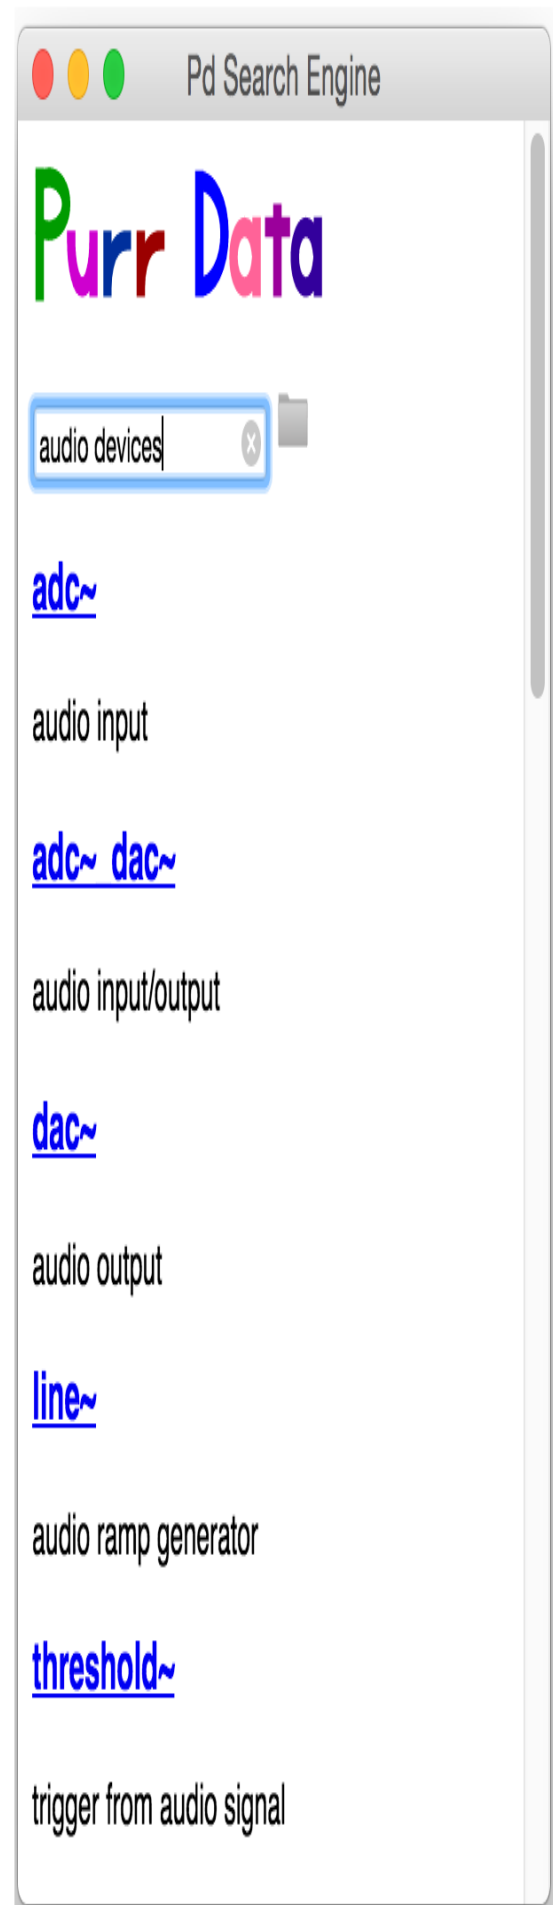 Pd Search Engine
Purr Data
audio devices
adc~
audio input
adc~ dac~
audio input/output
dac~
audio output
line~
audio ramp generator
threshold~
trigger from audio signal